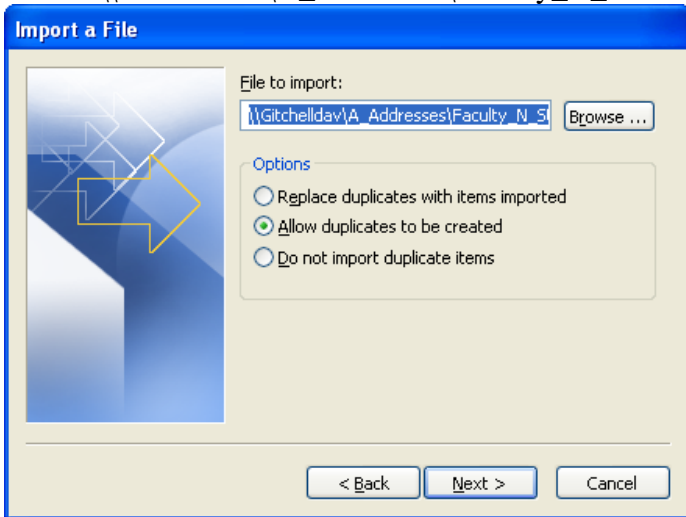 Import a File
File to import:
\\Gitchelldav\A_Addresses\Faculty_N_S
Browse ...
Options
Replace duplicates with items imported
Allow duplicates to be created
Do not import duplicate items
< Back Next > Cancel